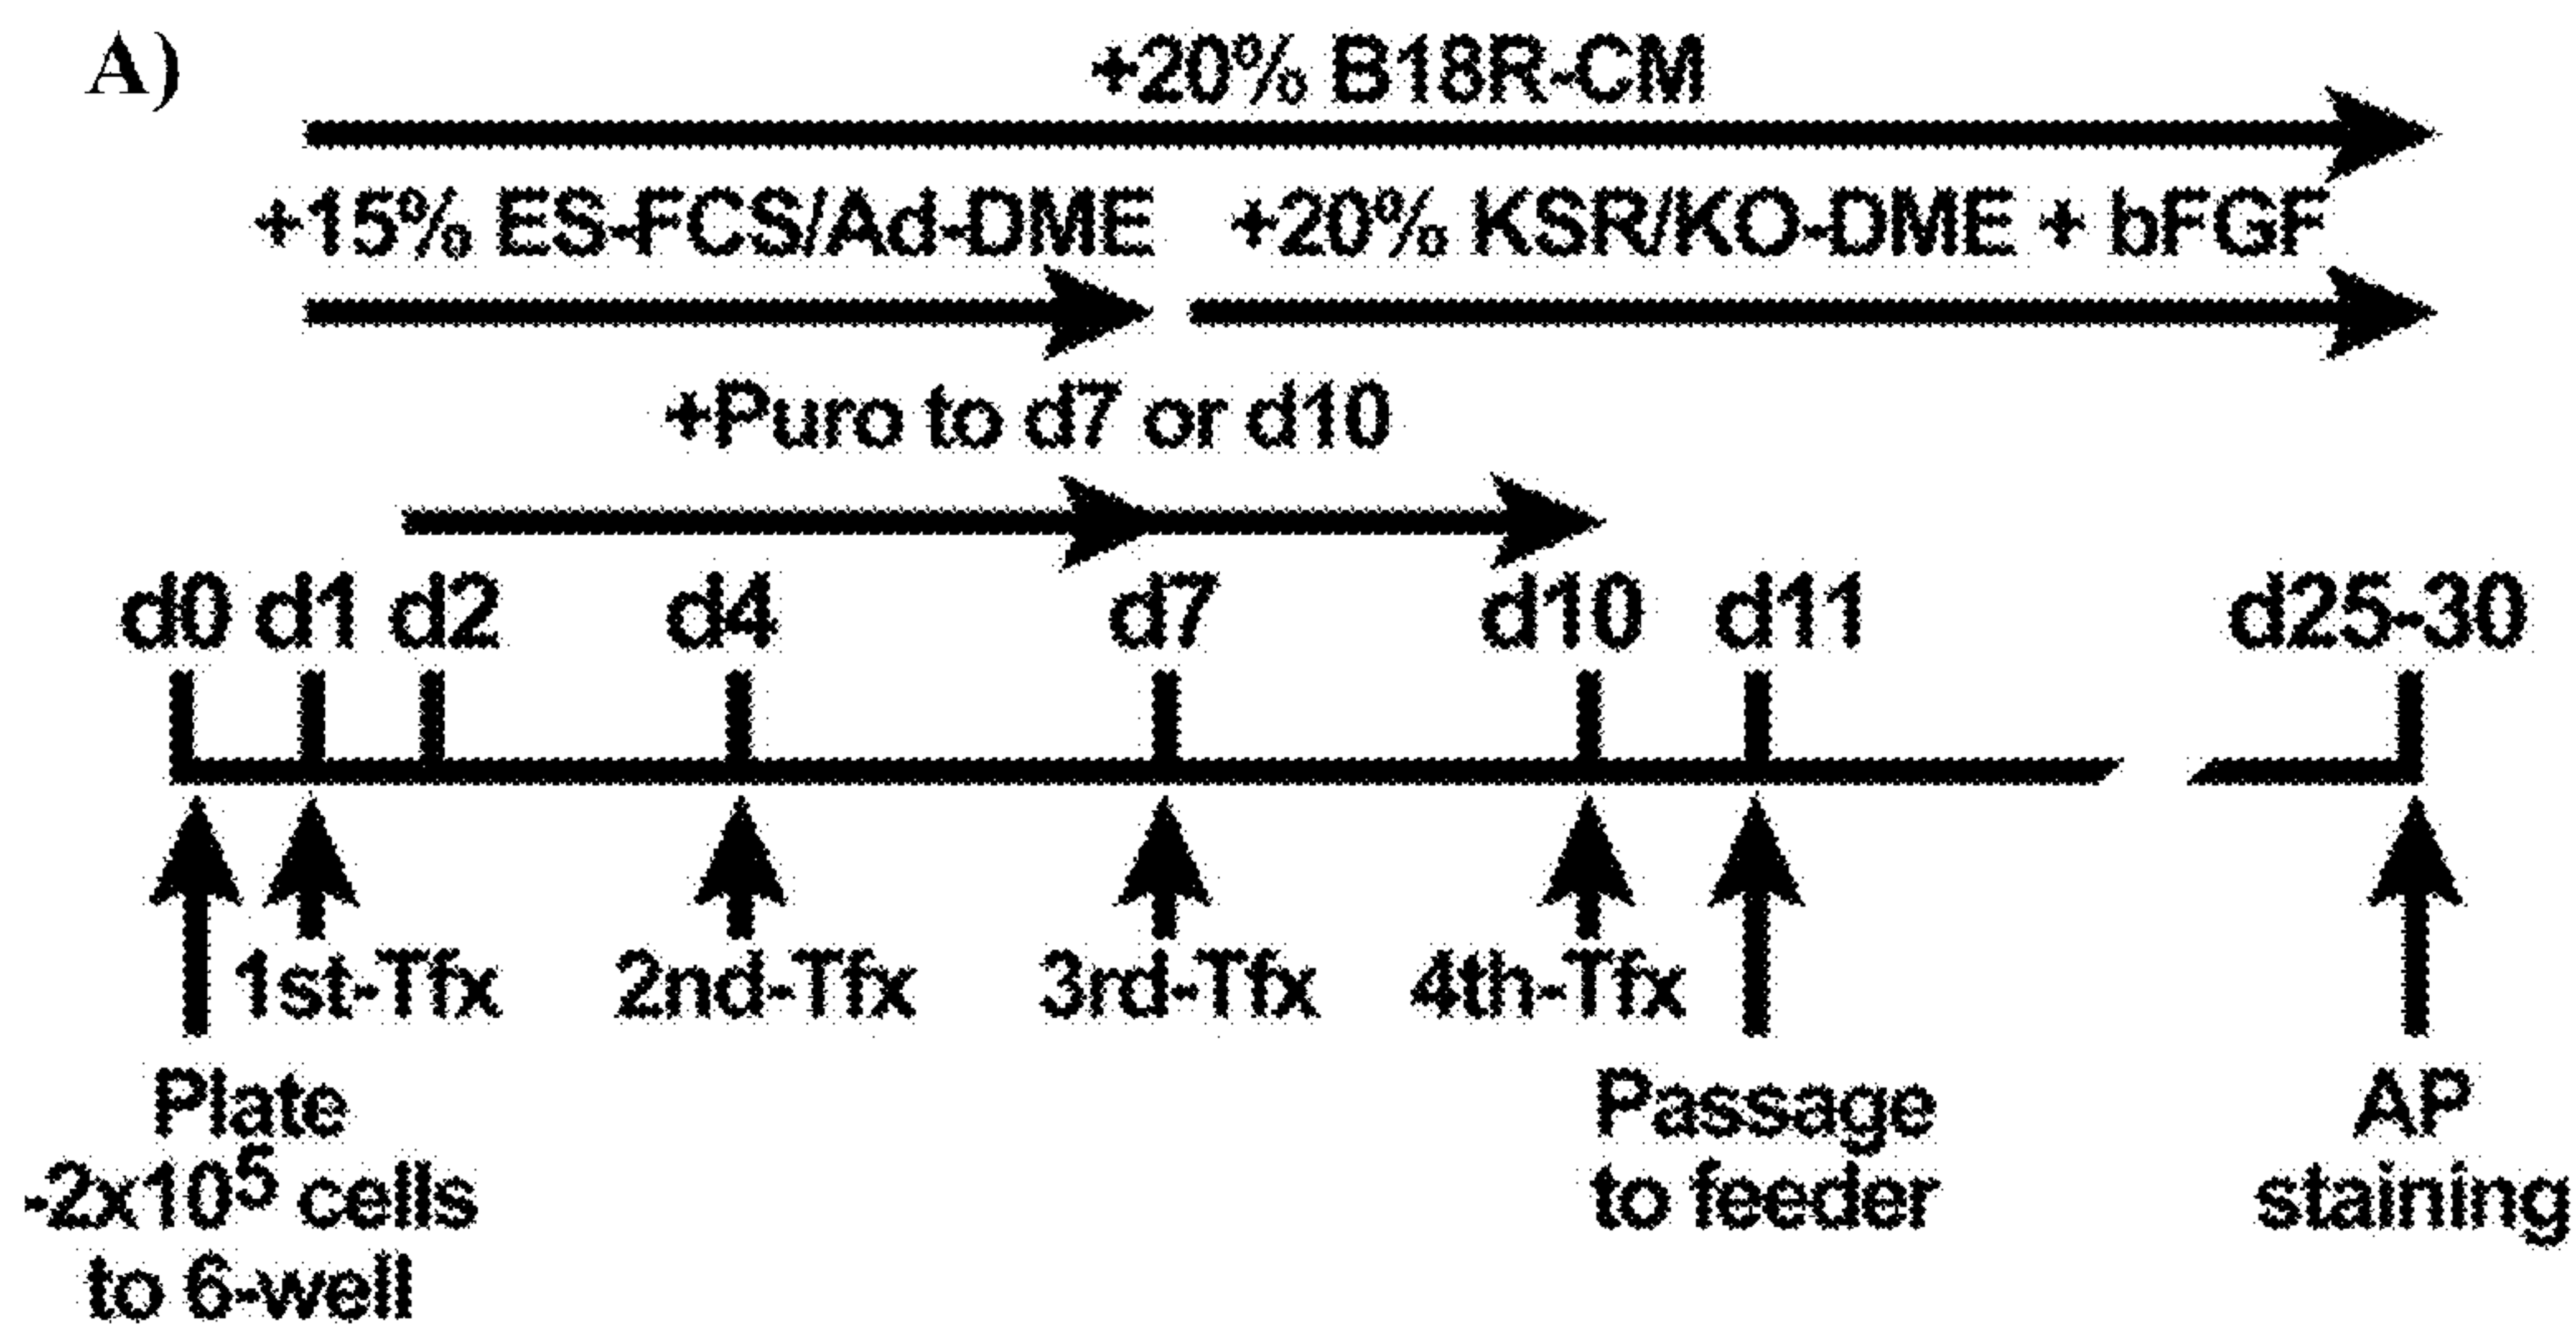 A)
+20% B18R-CM
+15% ES-FCS/Ad-DME +20% KSR/KO-DME + bFGF
+Puro to d7 or d10
d0 d1 d2 d4 d7 d10 d11 d25-30
1st-Tfx 2nd-Tfx 3rd-Tfx 4th-Tfx
Plate
-2x10⁵ cells
to 6-well
Passage
to feeder
AP
staining